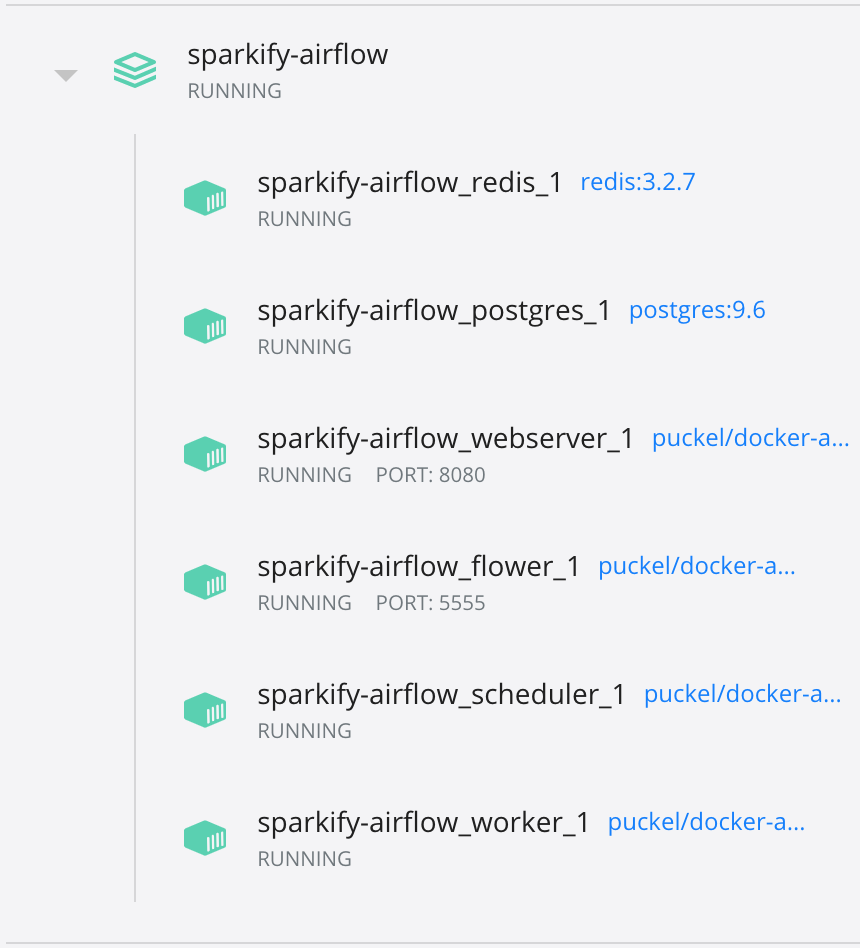 sparkify-airflow
RUNNING
sparkify-airflow_redis_1 redis:3.2.7
RUNNING
sparkify-airflow_postgres_1 postgres:9.6
RUNNING
sparkify-airflow_webserver_1 puckel/docker-a...
RUNNING PORT: 8080
sparkify-airflow_flower_1 puckel/docker-a...
RUNNING PORT: 5555
sparkify-airflow_scheduler_1 puckel/docker-a...
RUNNING
sparkify-airflow_worker_1 puckel/docker-a...
RUNNING